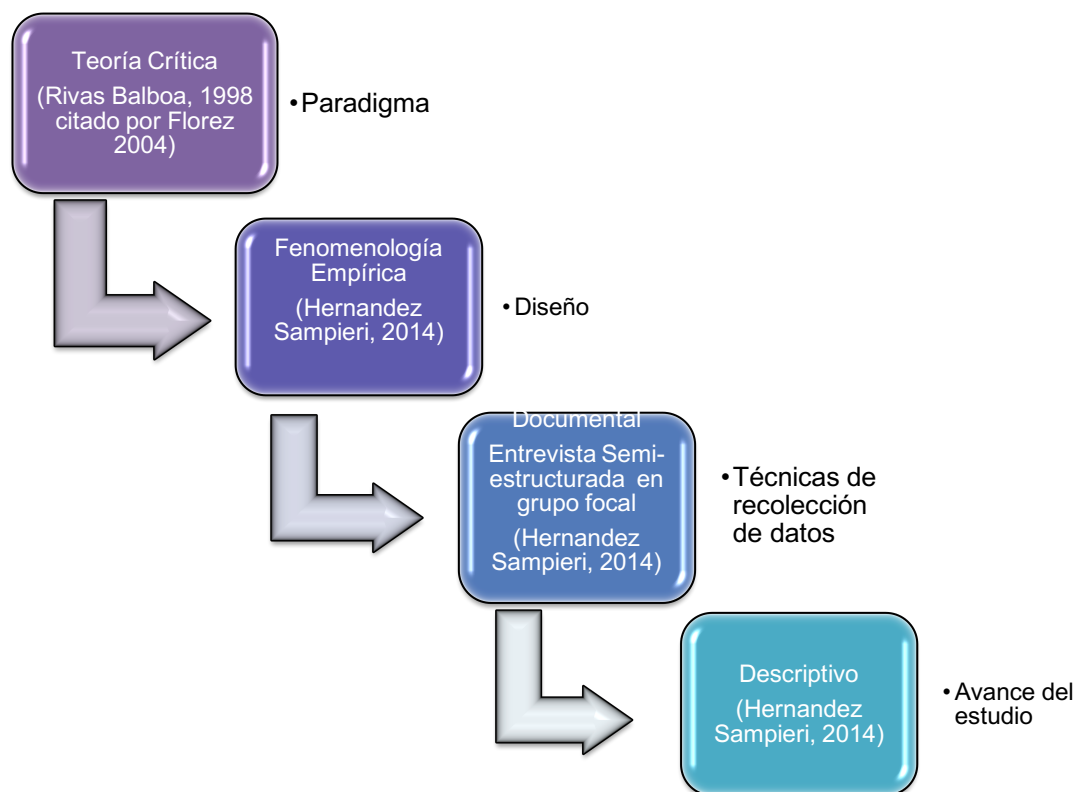 Teoría Crítica
(Rivas Balboa, 1998
citado por Florez
2004)
•Paradigma
Fenomenología
Empírica
(Hernandez
Sampieri, 2014)
•Diseño
Documental
Entrevista Semi-
estructurada en
grupo focal
(Hernandez
Sampieri, 2014)
•Técnicas de
recolección
de datos
Descriptivo
(Hernandez
Sampieri, 2014)
•Avance del
estudio